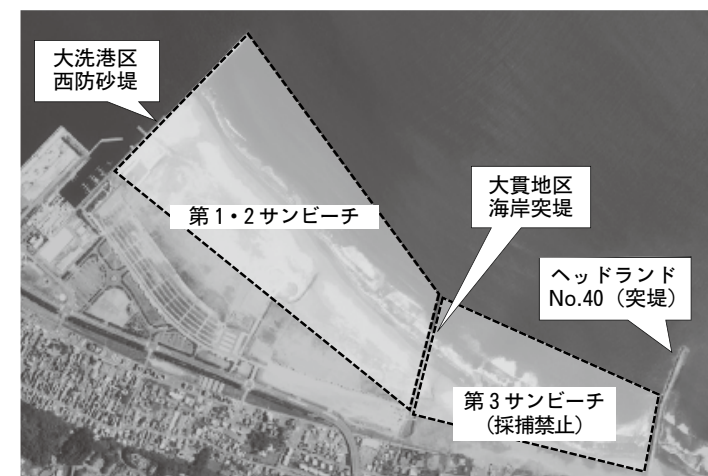 大洗港区
西防砂堤
第1・2サンビーチ
大貫地区
海岸突堤
ヘッドランド
No.40（突堤）
第3サンビーチ
（採捕禁止）